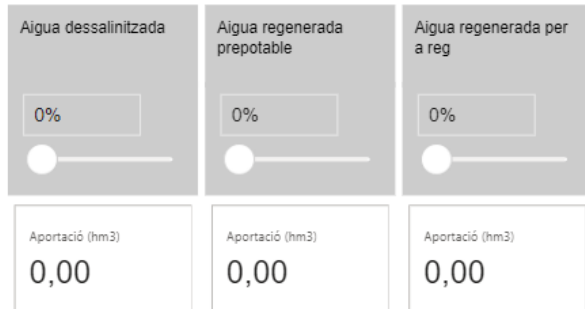 Aigua dessalinitzada
Aigua regenerada
prepotable
Aigua regenerada per
a reg
0%
0%
0%
Aportació (hm3)
0,00
Aportació (hm3)
0,00
Aportació (hm3)
0,00